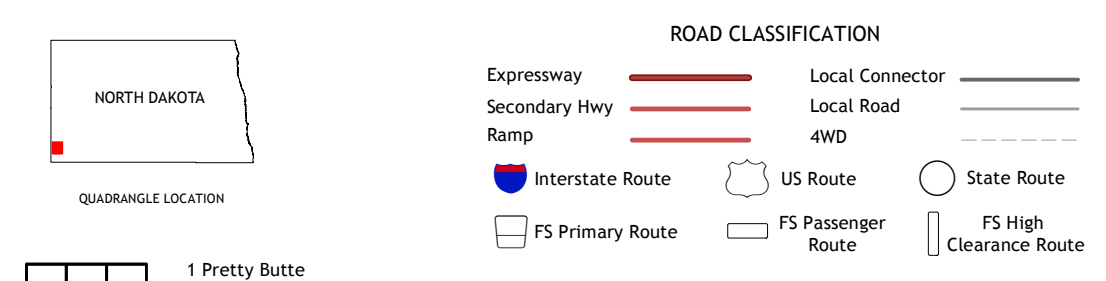 NORTH DAKOTA
QUADRANGLE LOCATION
1 Pretty Butte
ROAD CLASSIFICATION
Expressway
Secondary Hwy
Ramp
Local Connector
Local Road
4WD
Interstate Route
US Route
State Route
FS Primary Route
FS Passenger
Route
FS High
Clearance Route